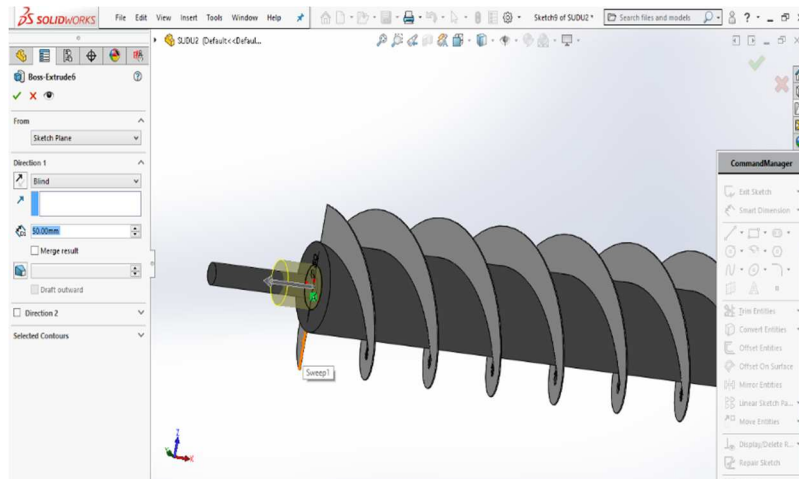 SOLIDWORKS File Edit View Insert Tools Window Help Sketch9 of SUDU2 * Search files and models ?
SUDU2 (Default<<Defaul...
Boss-Extrude6
From
Sketch Plane
Direction 1
Blind
50.00mm
Merge result
Draft outward
Direction 2
Selected Contours
Sweep1
CommandManager
Exit Sketch
Smart Dimension
Trim Entities
Convert Entities
Offset Entities
Offset On Surface
Mirror Entities
Linear Sketch Pa...
Move Entities
Display/Delete R...
Repair Sketch